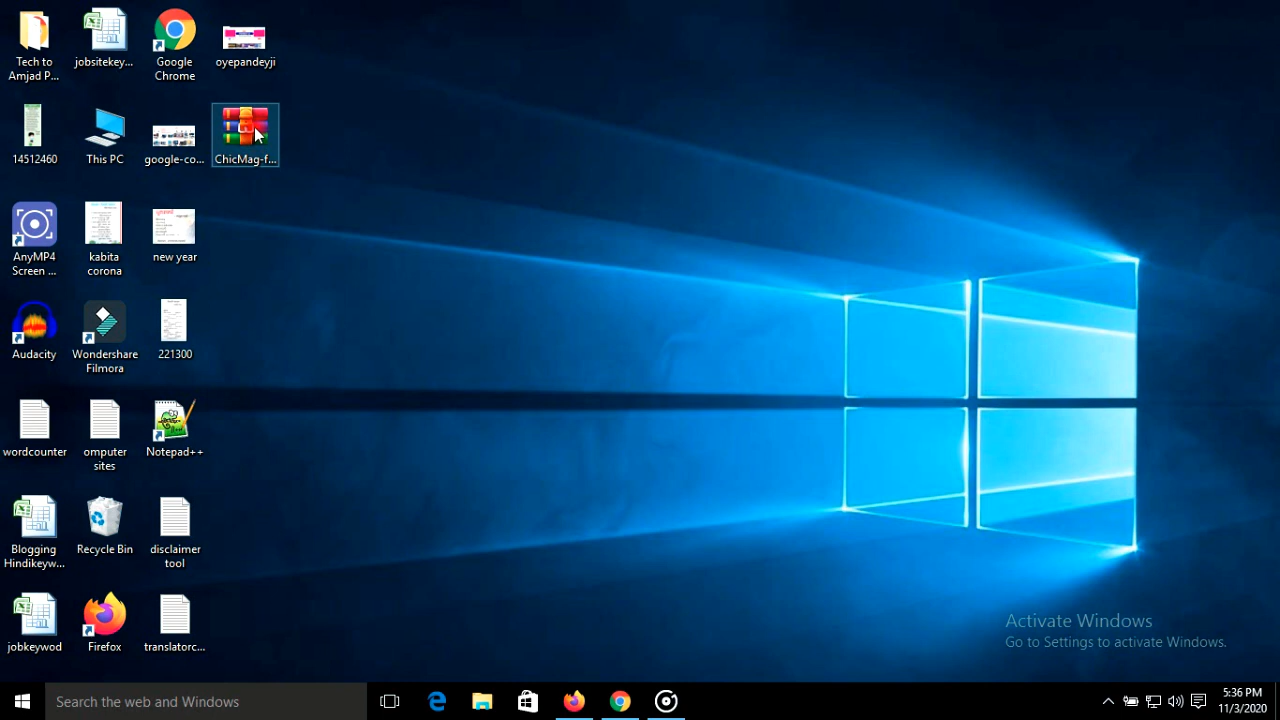 Tech to
Amjad P...
jobsitekey...
Google
Chrome
oyepandeyji
14512460
This PC
google-co...
ChicMag-f...
AnyMP4
Screen ...
kabita
corona
new year
Audacity
Wondershare
Filmora
221300
wordcounter
omputer
sites
Notepad++
Blogging
Hindikeyw...
Recycle Bin
disclaimer
tool
jobkeywod
Firefox
translatorc...
Activate Windows
Go to Settings to activate Windows.
Search the web and Windows
5:36 PM
11/3/2020